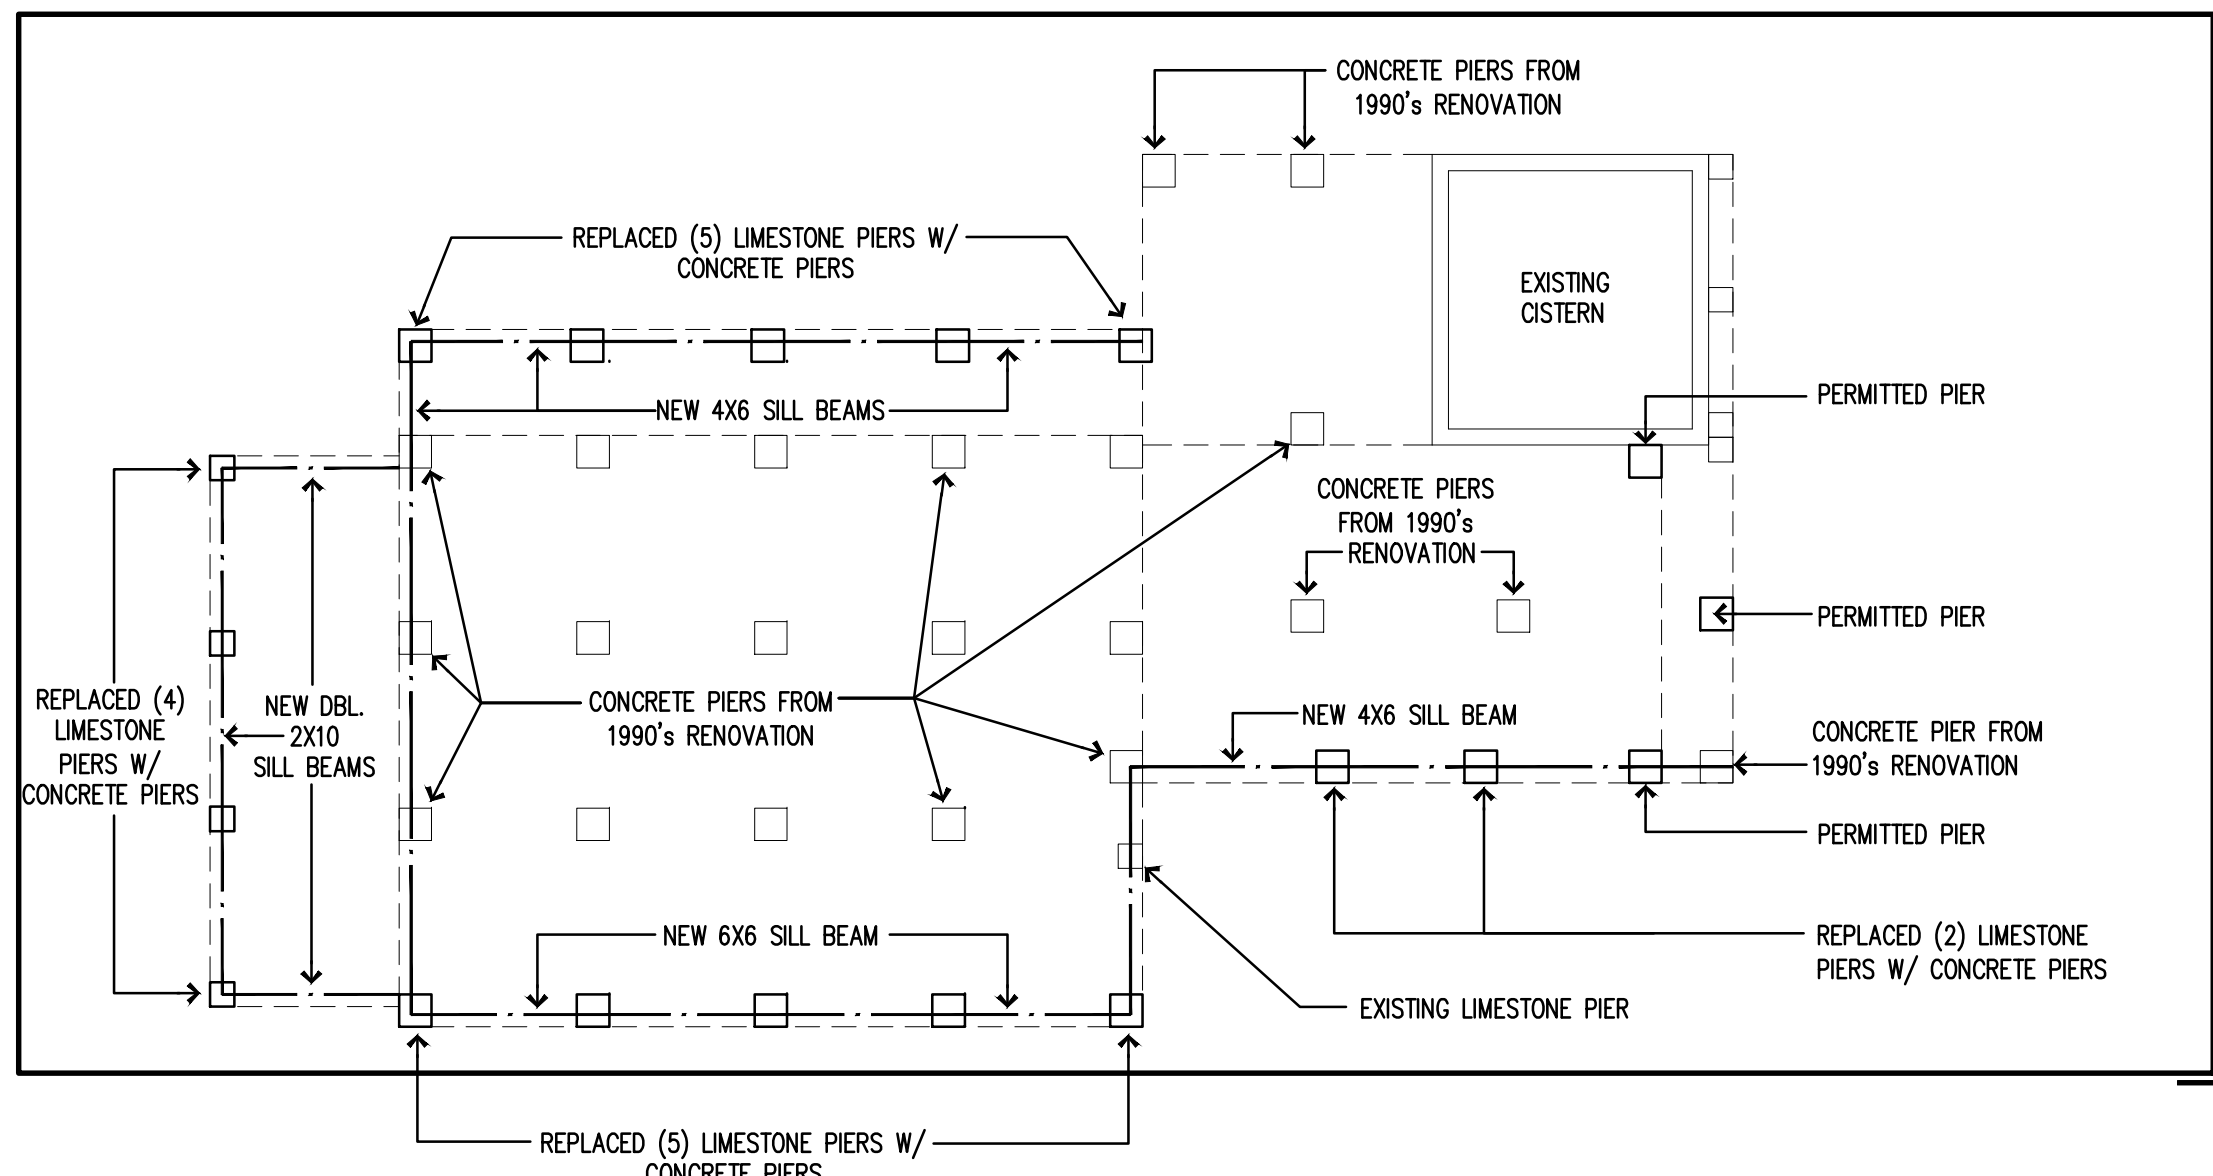 CONCRETE PIERS FROM
1990's RENOVATION
REPLACED (5) LIMESTONE PIERS W/
CONCRETE PIERS
EXISTING
CISTERN
PERMITTED PIER
NEW 4X6 SILL BEAMS
CONCRETE PIERS
FROM 1990's
RENOVATION
PERMITTED PIER
REPLACED (4)
LIMESTONE
PIERS W/
CONCRETE PIERS
NEW DBL.
2X10
SILL BEAMS
CONCRETE PIERS FROM
1990's RENOVATION
NEW 4X6 SILL BEAM
CONCRETE PIER FROM
1990's RENOVATION
PERMITTED PIER
NEW 6X6 SILL BEAM
REPLACED (2) LIMESTONE
PIERS W/ CONCRETE PIERS
EXISTING LIMESTONE PIER
REPLACED (5) LIMESTONE PIERS W/
CONCRETE PIERS